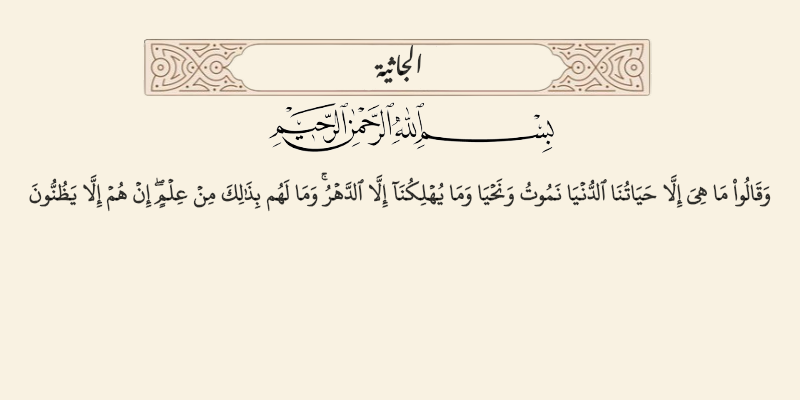 الجاثية
بِسْمِ ٱللَّهِ ٱلرَّحْمَٰنِ ٱلرَّحِيمِ
وَقَالُوا۟ مَا هِىَ إِلَّا حَيَاتُنَا ٱلدُّنْيَا نَمُوتُ وَنَحْيَا وَمَا يُهْلِكُنَآ إِلَّا ٱلدَّهْرُ ۚ وَمَا لَهُم بِذَٰلِكَ مِنْ عِلْمٍ ۖ إِنْ هُمْ إِلَّا يَظُنُّونَ